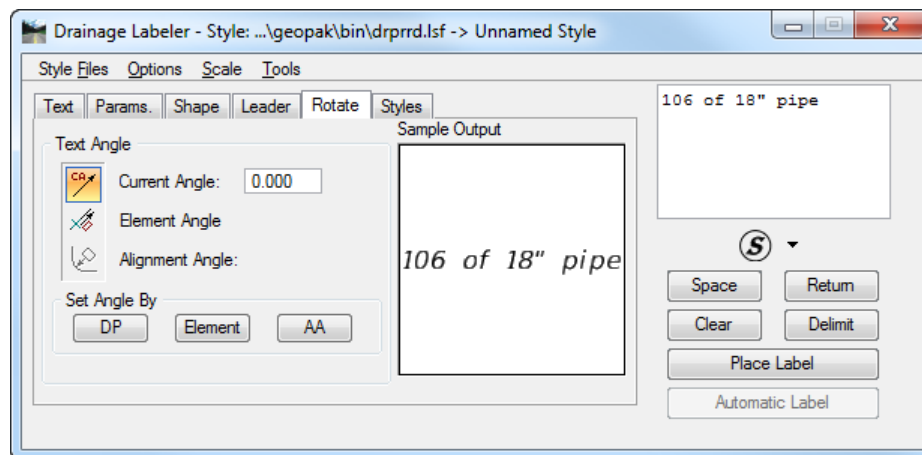 Drainage Labeler - Style: ...\geopak\bin\drprrd.lsf -> Unnamed Style
Style Files Options Scale Tools
Text Params. Shape Leader Rotate Styles
Text Angle
CA
Current Angle: 0.000
Element Angle
Alignment Angle:
Set Angle By
DP Element AA
Sample Output
106 of 18" pipe
106 of 18" pipe
S
Space Return
Clear Delimit
Place Label
Automatic Label